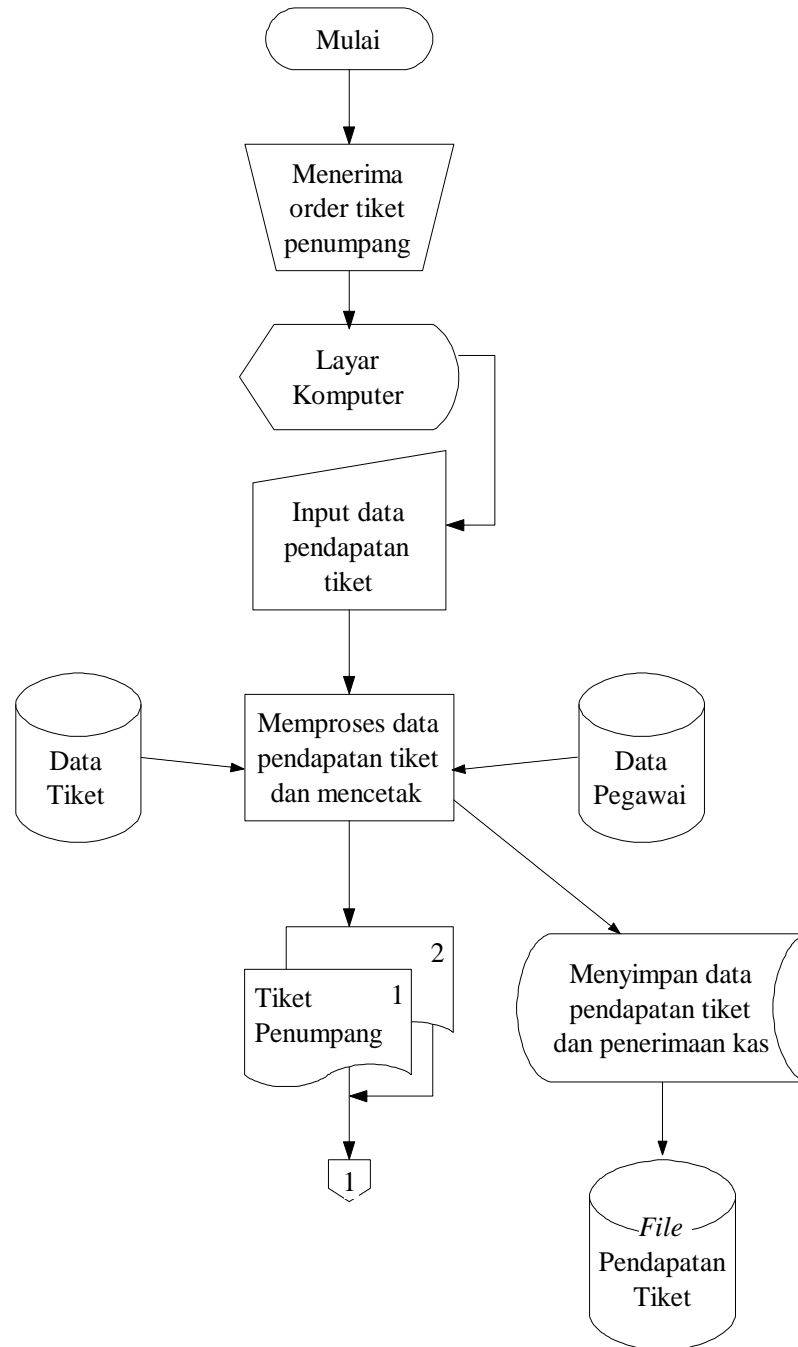 Mulai
Menerima
order tiket
penumpang
Layar
Komputer
Input data
pendapatan
tiket
Data
Tiket
Memproses data
pendapatan tiket
dan mencetak
Data
Pegawai
2
Tiket 1
Penumpang
Menyimpan data
pendapatan tiket
dan penerimaan kas
1
File
Pendapatan
Tiket